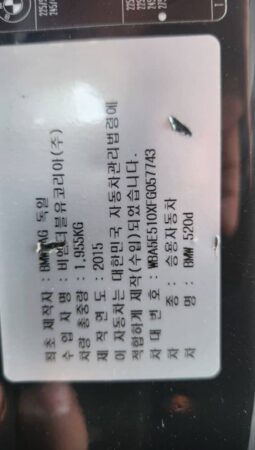 최초 제작자 : BMW AG 독일
수 입 자 명 : 비엠더블유코리아(주)
차량 총중량 : 1,955KG
제 작 연 도 : 2015
이 자동차는 대한민국 자동차관리법령에
적합하게 제작(수입)되었습니다.
차 대 번 호 : WBA5E510XFG057743
차 종 : 승용자동차
차 명 : BMW 520d
BMW